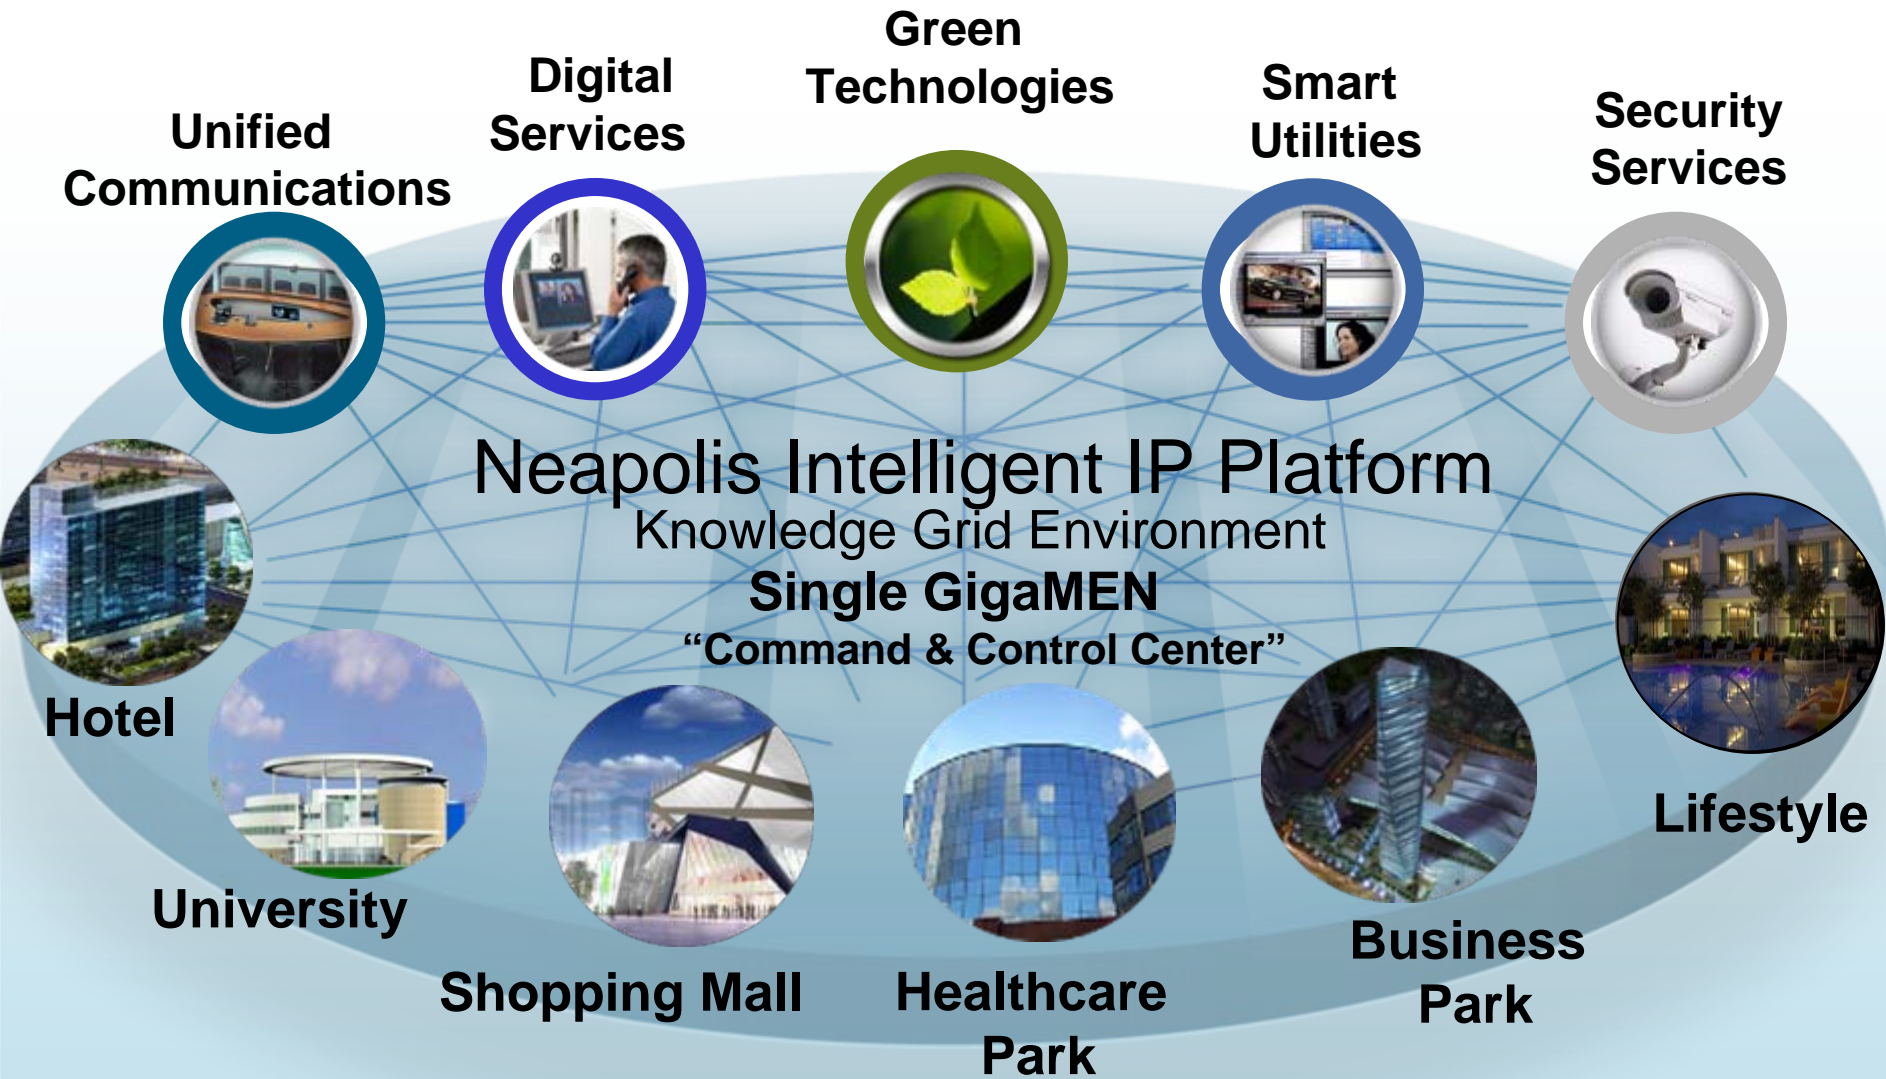 Green
Technologies
Digital
Services
Smart
Utilities
Security
Services
Unified
Communications
Neapolis Intelligent IP Platform
Knowledge Grid Environment
Single GigaMEN
“Command & Control Center”
Hotel
University
Shopping Mall
Healthcare
Park
Business
Park
Lifestyle